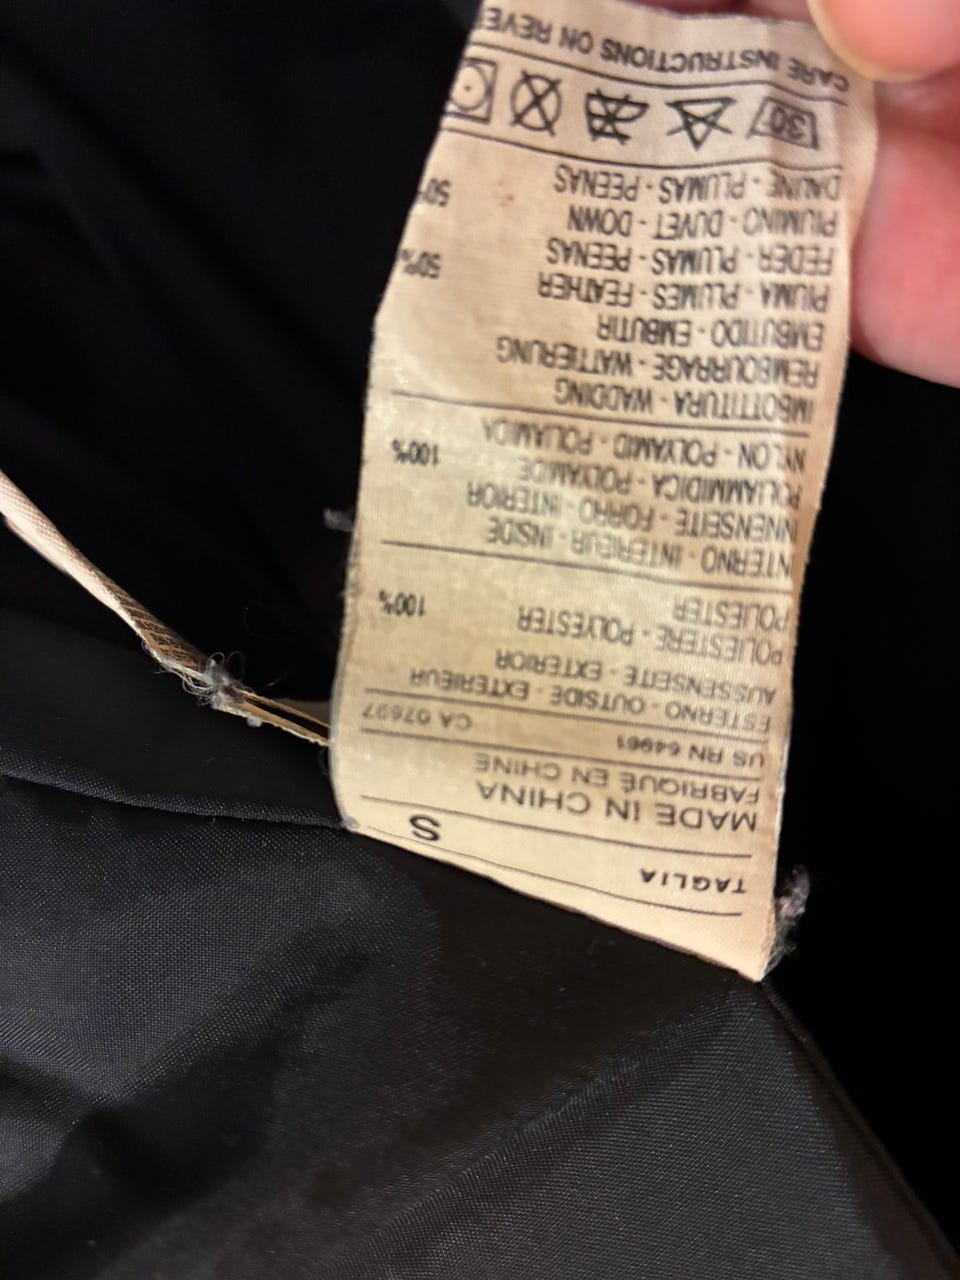 TAGLIA
S
MADE IN CHINA
FABRIQUÉ EN CHINE
US RN 64961 CA 07697
ESTERNO - OUTSIDE - EXTERIEUR
AUSSENSEITE - EXTERIOR
POLIESTERE - POLYESTER 100%
POLIESTER
INTERNO - INTERIEUR - INSIDE
INNENSEITE - FORRO - INTERIOR
POLIAMMIDICA - POLYAMIDE 100%
NYLON - POLYAMID - POLIAMIDA
IMBOTTITURA - WADDING
REMBOURRAGE - WATTIERUNG
EMBUTIDO - EMBUTIR
PIUMA - PLUMES - FEATHER 50%
FEDER - PLUMAS - PEENAS
PIUMINO - DUVET - DOWN 50%
DAUNE - PLUMAS - PEENAS
30
CARE INSTRUCTIONS ON REVE